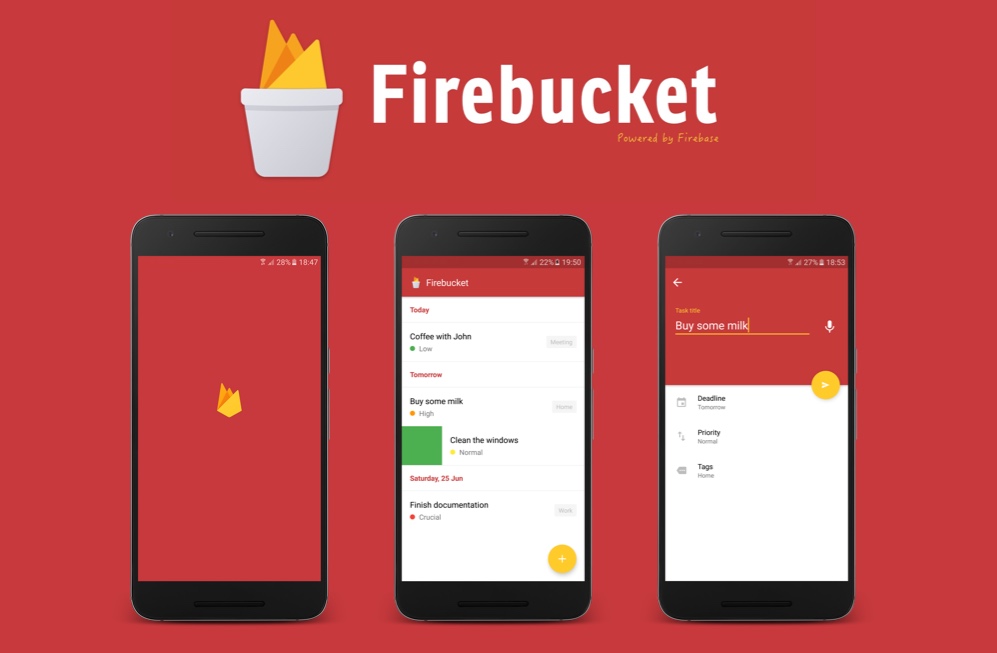 Firebucket
Powered by Firebase
28% 18:47
22% 19:50
Firebucket
Today
Coffee with John
Low
Meeting
Tomorrow
Buy some milk
High
Home
Clean the windows
Normal
Saturday, 25 Jun
Finish documentation
Crucial
Work
+
27% 18:53
Task title
Buy some milk
Deadline
Tomorrow
Priority
Normal
Tags
Home